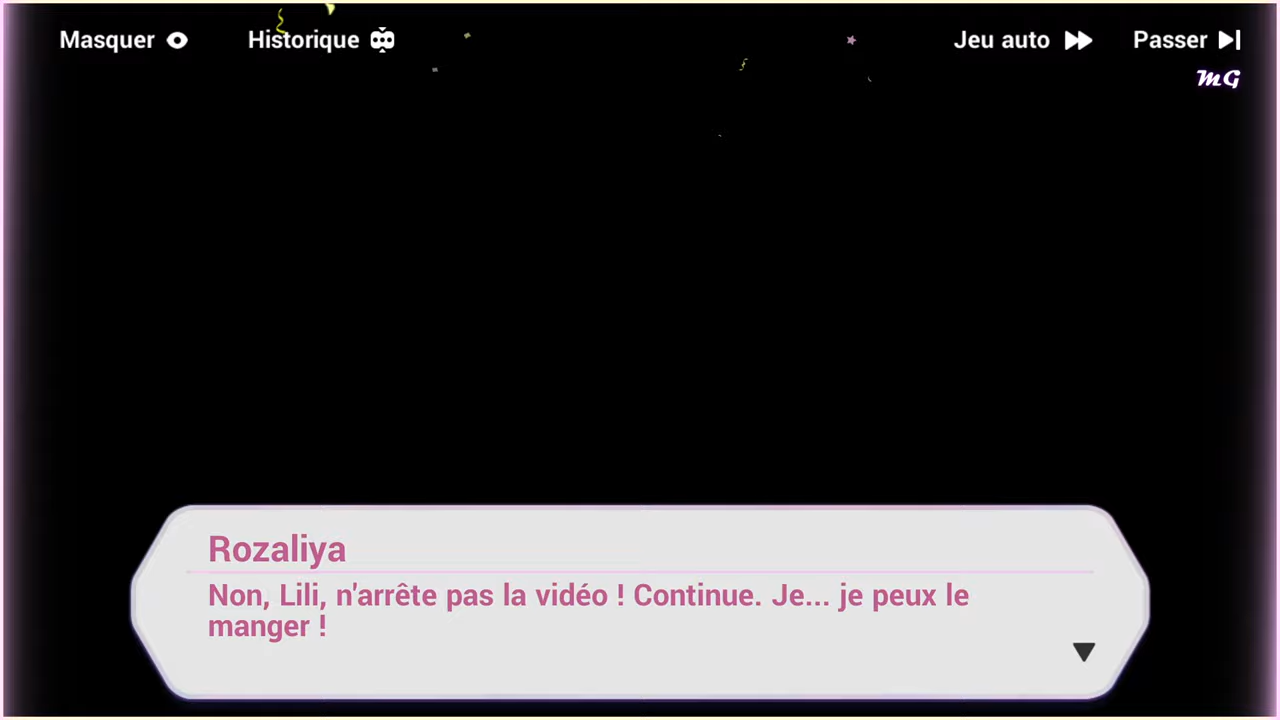 Masquer Historique Jeu auto Passer
MG
Rozaliya
Non, Lili, n'arrête pas la vidéo ! Continue. Je... je peux le
manger !